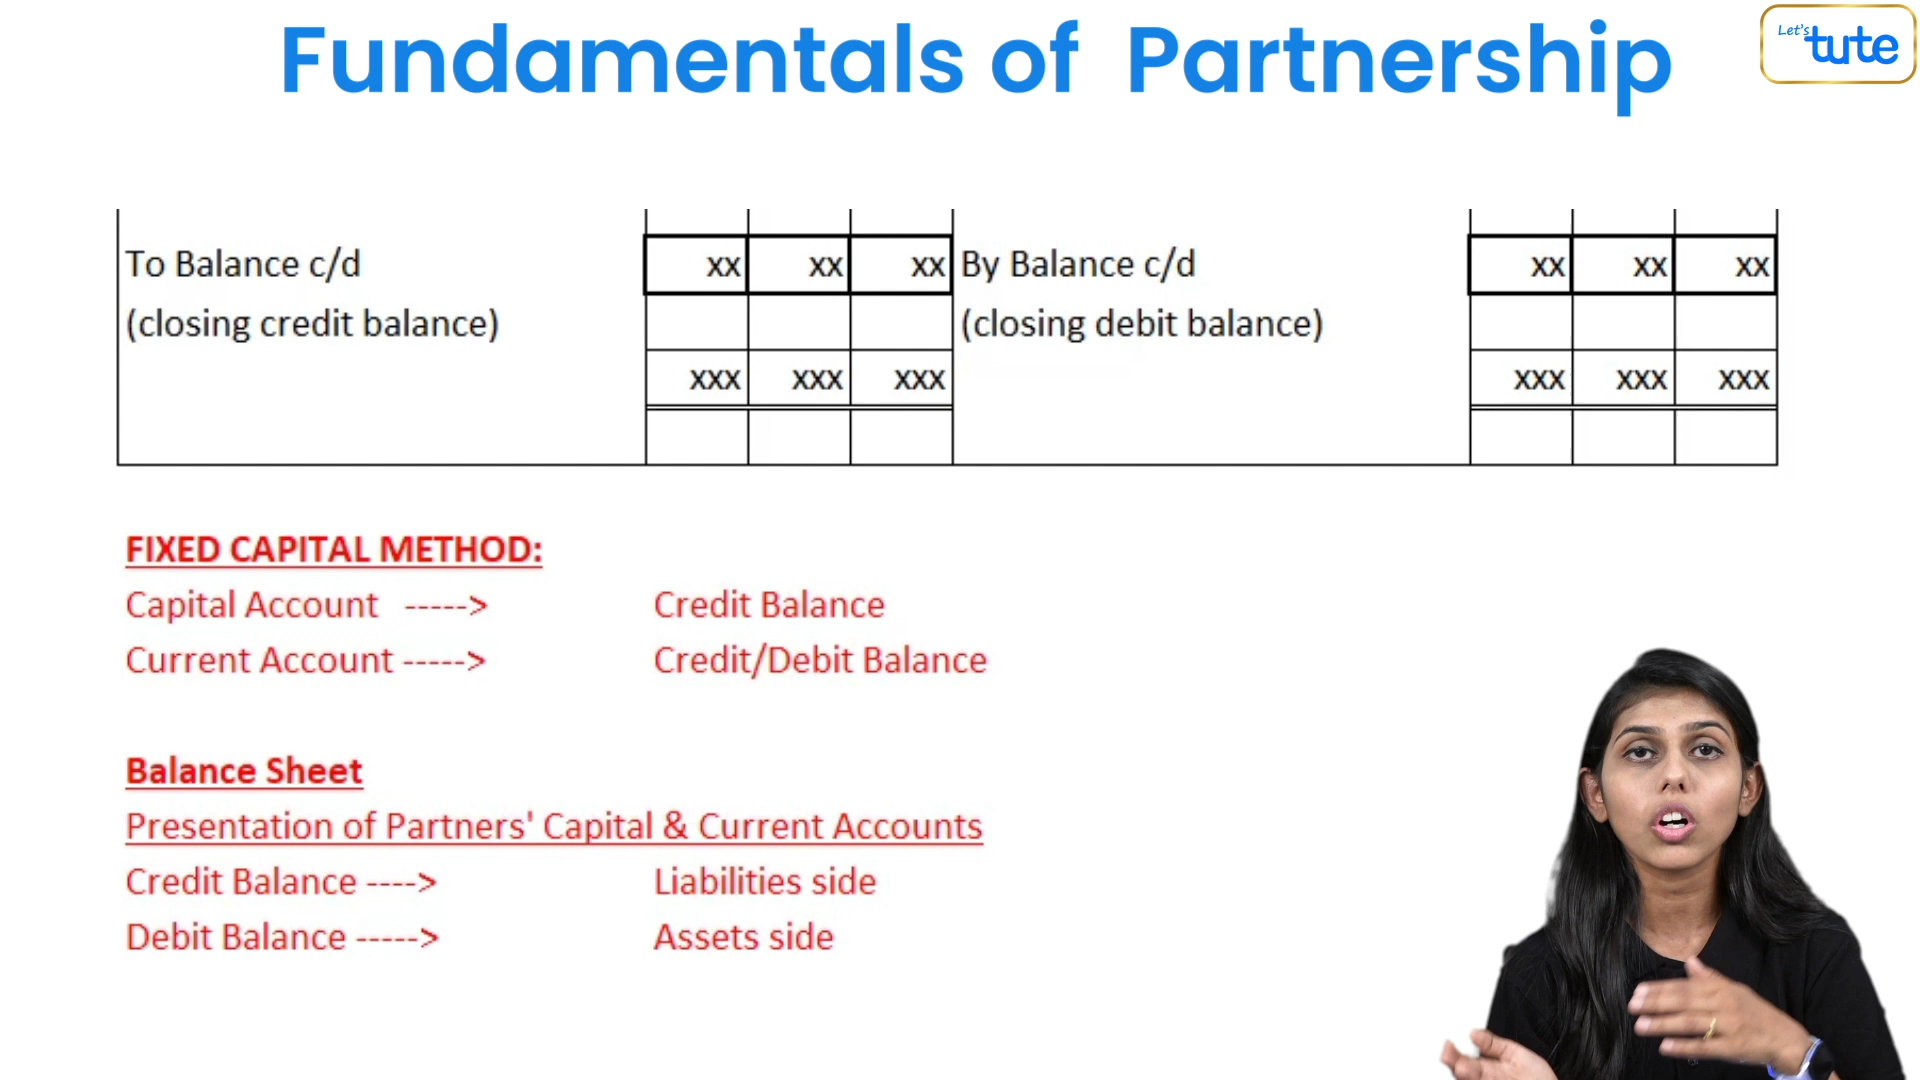 Fundamentals of Partnership
Let's tute
To Balance c/d xx xx xx By Balance c/d xx xx xx
(closing credit balance) (closing debit balance)
xxx xxx xxx xxx xxx xxx
FIXED CAPITAL METHOD:
Capital Account -----> Credit Balance
Current Account -----> Credit/Debit Balance
Balance Sheet
Presentation of Partners' Capital & Current Accounts
Credit Balance ----> Liabilities side
Debit Balance -----> Assets side